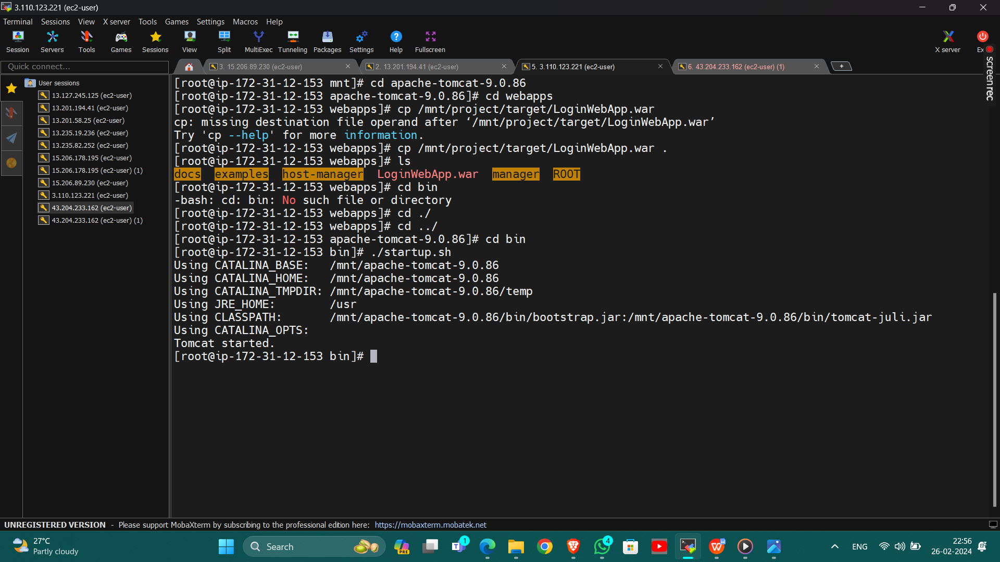 3.110.123.221 (ec2-user)
Terminal Sessions View X server Tools Games Settings Macros Help
Session Servers Tools Games Sessions View Split MultiExec Tunneling Packages Settings Help Fullscreen X server Ex
screen rec
Quick connect...
3. 15.206.89.230 (ec2-user)
2. 13.201.194.41 (ec2-user)
5. 3.110.123.221 (ec2-user)
6. 43.204.233.162 (ec2-user) (1)
User sessions
13.127.245.125 (ec2-user)
13.201.194.41 (ec2-user)
13.201.58.25 (ec2-user)
13.235.19.236 (ec2-user)
13.235.82.252 (ec2-user)
15.206.178.195 (ec2-user)
15.206.178.195 (ec2-user) (1)
15.206.89.230 (ec2-user)
3.110.123.221 (ec2-user)
43.204.233.162 (ec2-user)
43.204.233.162 (ec2-user) (1)
[root@ip-172-31-12-153 mnt]# cd apache-tomcat-9.0.86
[root@ip-172-31-12-153 apache-tomcat-9.0.86]# cd webapps
[root@ip-172-31-12-153 webapps]# cp /mnt/project/target/LoginWebApp.war
cp: missing destination file operand after ‘/mnt/project/target/LoginWebApp.war’
Try 'cp --help' for more information.
[root@ip-172-31-12-153 webapps]# cp /mnt/project/target/LoginWebApp.war .
[root@ip-172-31-12-153 webapps]# ls
docs examples host-manager LoginWebApp.war manager ROOT
[root@ip-172-31-12-153 webapps]# cd bin
-bash: cd: bin: No such file or directory
[root@ip-172-31-12-153 webapps]# cd ./
[root@ip-172-31-12-153 webapps]# cd ../
[root@ip-172-31-12-153 apache-tomcat-9.0.86]# cd bin
[root@ip-172-31-12-153 bin]# ./startup.sh
Using CATALINA_BASE: /mnt/apache-tomcat-9.0.86
Using CATALINA_HOME: /mnt/apache-tomcat-9.0.86
Using CATALINA_TMPDIR: /mnt/apache-tomcat-9.0.86/temp
Using JRE_HOME: /usr
Using CLASSPATH: /mnt/apache-tomcat-9.0.86/bin/bootstrap.jar:/mnt/apache-tomcat-9.0.86/bin/tomcat-juli.jar
Using CATALINA_OPTS:
Tomcat started.
[root@ip-172-31-12-153 bin]#
UNREGISTERED VERSION - Please support MobaXterm by subscribing to the professional edition here: https://mobaxterm.mobatek.net
27°C
Partly cloudy
Search
PRE
1
4
ENG
22:56
26-02-2024